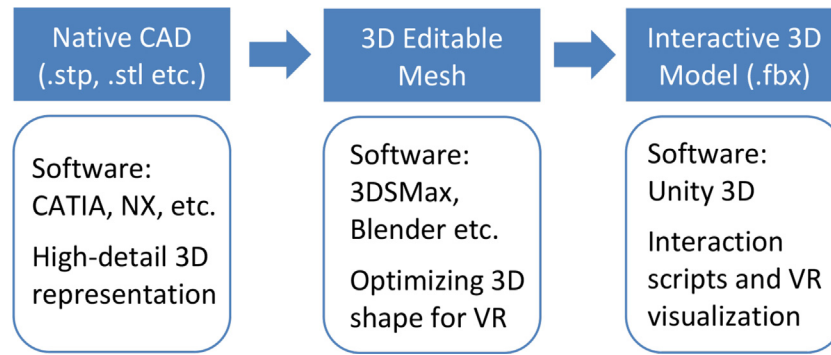 Native CAD
(.stp, .stl etc.)
3D Editable
Mesh
Interactive 3D
Model (.fbx)
Software:
CATIA, NX, etc.
High-detail 3D
representation
Software:
3DSMax,
Blender etc.
Optimizing 3D
shape for VR
Software:
Unity 3D
Interaction
scripts and VR
visualization